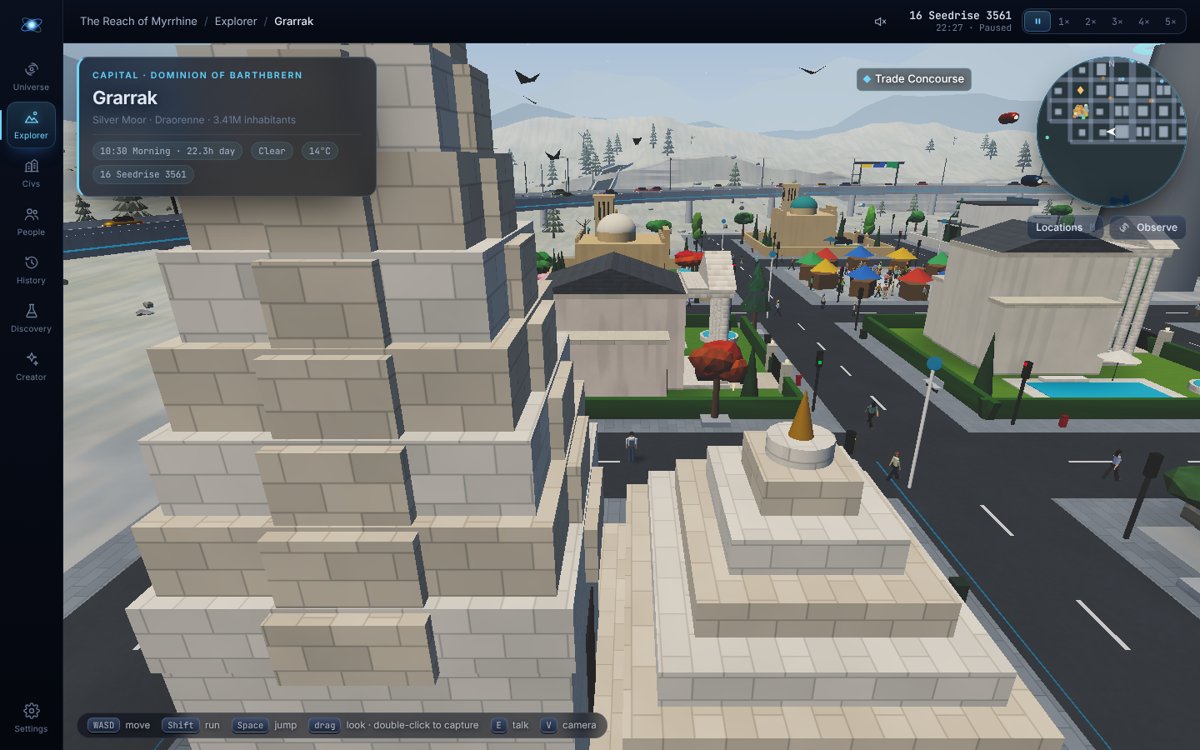 The Reach of Myrrhine / Explorer / Grarrak
16 Seedrise 3561
22:27 · Paused
1× 2× 3× 4× 5×
Universe
Explorer
Civs
People
History
Discovery
Creator
Settings
CAPITAL · DOMINION OF BARTHBRERN
Grarrak
Silver Moor · Draorenne · 3.41M inhabitants
10:30 Morning · 22.3h day
Clear
14°C
16 Seedrise 3561
Trade Concourse
N
Locations
Observe
WASD move Shift run Space jump drag look · double-click to capture E talk V camera